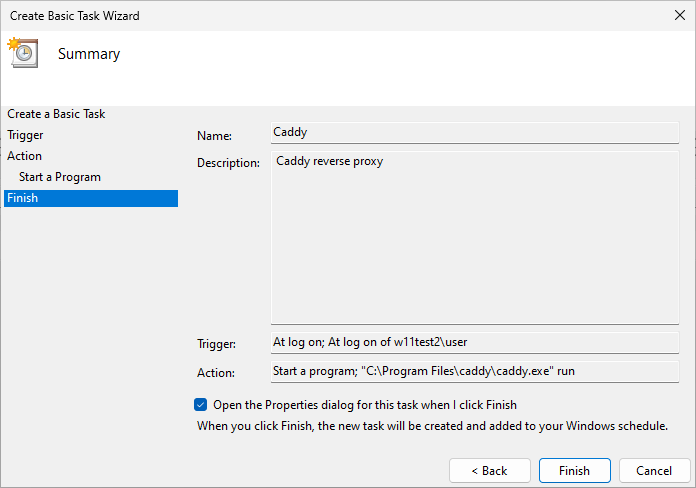 Create Basic Task Wizard
Summary
Create a Basic Task
Trigger
Action
Start a Program
Finish
Name: Caddy
Description: Caddy reverse proxy
Trigger: At log on; At log on of w11test2\user
Action: Start a program; "C:\Program Files\caddy\caddy.exe" run
Open the Properties dialog for this task when I click Finish
When you click Finish, the new task will be created and added to your Windows schedule.
< Back Finish Cancel